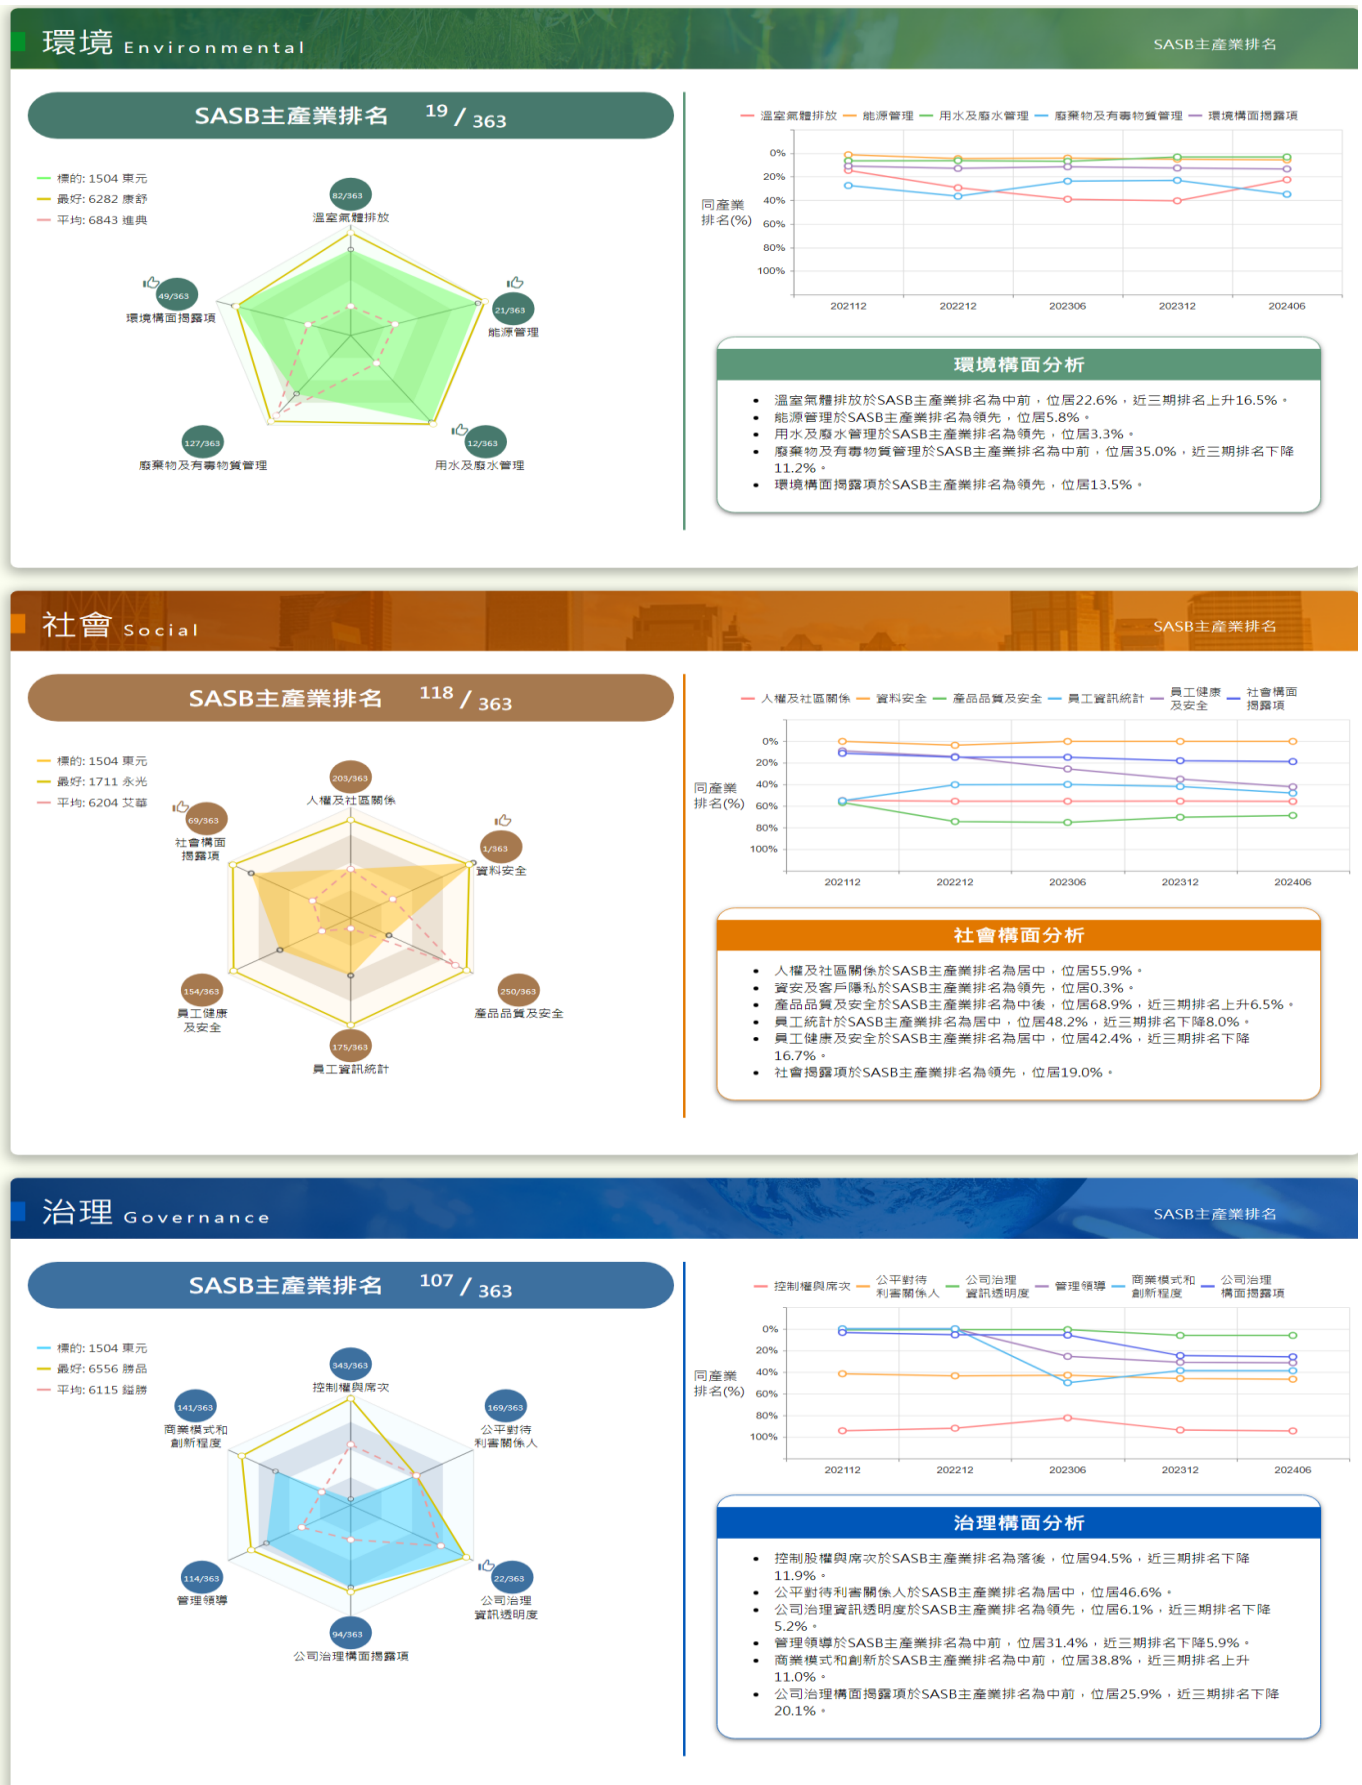 環境 Environmental
SASB主產業排名
SASB主產業排名 19 / 363
標的: 1504 東元
最好: 6282 康舒
平均: 6843 進典
82/363
溫室氣體排放
49/363
環境構面揭露項
21/363
能源管理
127/363
廢棄物及有毒物質管理
12/363
用水及廢水管理
溫室氣體排放 能源管理 用水及廢水管理 廢棄物及有毒物質管理 環境構面揭露項
同產業
排名(%)
0%
20%
40%
60%
80%
100%
202112 202212 202306 202312 202406
環境構面分析
• 溫室氣體排放於SASB主產業排名為中前，位居22.6%，近三期排名上升16.5%。
• 能源管理於SASB主產業排名為領先，位居5.8%
• 用水及廢水管理於SASB主產業排名為領先，位居3.3%。
• 廢棄物及有毒物質管理於SASB主產業排名為中前，位居35.0%，近三期排名下降
11.2%。
• 環境構面揭露項於SASB主產業排名為領先，位居13.5%。
社會 Social
SASB主產業排名
SASB主產業排名 118 / 363
標的: 1504 東元
最好: 1711 永光
平均: 6204 艾華
203/363
人權及社區關係
69/363
社會構面
揭露項
1/363
資料安全
154/363
員工健康
及安全
250/363
產品品質及安全
175/363
員工資訊統計
人權及社區關係 資料安全 產品品質及安全 員工資訊統計 員工健康
及安全 社會構面
揭露項
同產業
排名(%)
0%
20%
40%
60%
80%
100%
202112 202212 202306 202312 202406
社會構面分析
• 人權及社區關係於SASB主產業排名為居中，位居55.9%。
• 資安及客戶隱私於SASB主產業排名為領先，位居0.3%。
• 產品品質及安全於SASB主產業排名為中後，位居68.9%，近三期排名上升6.5%。
• 員工統計於SASB主產業排名為居中，位居48.2%，近三期排名下降8.0%。
• 員工健康及安全於SASB主產業排名為居中，位居42.4%，近三期排名下降
16.7%。
• 社會揭露項於SASB主產業排名為領先，位居19.0%。
治理 Governance
SASB主產業排名
SASB主產業排名 107 / 363
標的: 1504 東元
最好: 6556 勝品
平均: 6115 鎰勝
343/363
控制權與席次
141/363
商業模式和
創新程度
169/363
公平對待
利害關係人
114/363
管理領導
22/363
公司治理
資訊透明度
94/363
公司治理構面揭露項
控制權與席次 公平對待
利害關係人 公司治理
資訊透明度 管理領導 商業模式和
創新程度 公司治理
構面揭露項
同產業
排名(%)
0%
20%
40%
60%
80%
100%
202112 202212 202306 202312 202406
治理構面分析
• 控制股權與席次於SASB主產業排名為落後，位居94.5%，近三期排名下降
11.9%。
• 公平對待利害關係人於SASB主產業排名為居中，位居46.6%。
• 公司治理資訊透明度於SASB主產業排名為領先，位居6.1%，近三期排名下降
5.2%。
• 管理領導於SASB主產業排名為中前，位居31.4%，近三期排名下降5.9%。
• 商業模式和創新於SASB主產業排名為中前，位居38.8%，近三期排名上升
11.0%。
• 公司治理構面揭露項於SASB主產業排名為中前，位居25.9%，近三期排名下降
20.1%。